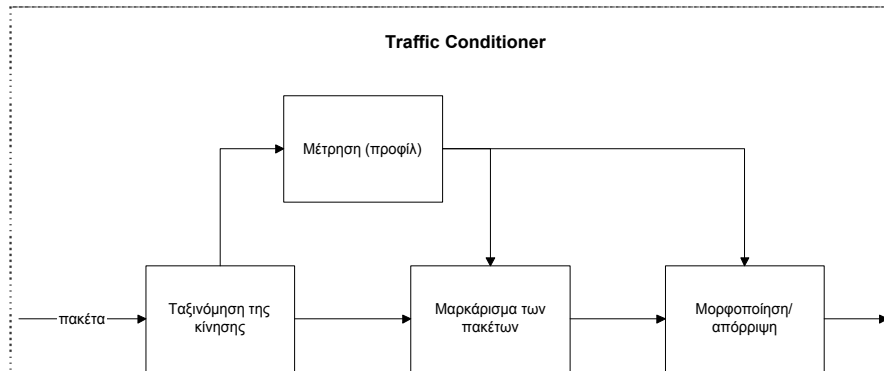 Traffic Conditioner
Μέτρηση (προφίλ)
πακέτα
Ταξινόμηση της
κίνησης
Μαρκάρισμα των
πακέτων
Μορφοποίηση/
απόρριψη